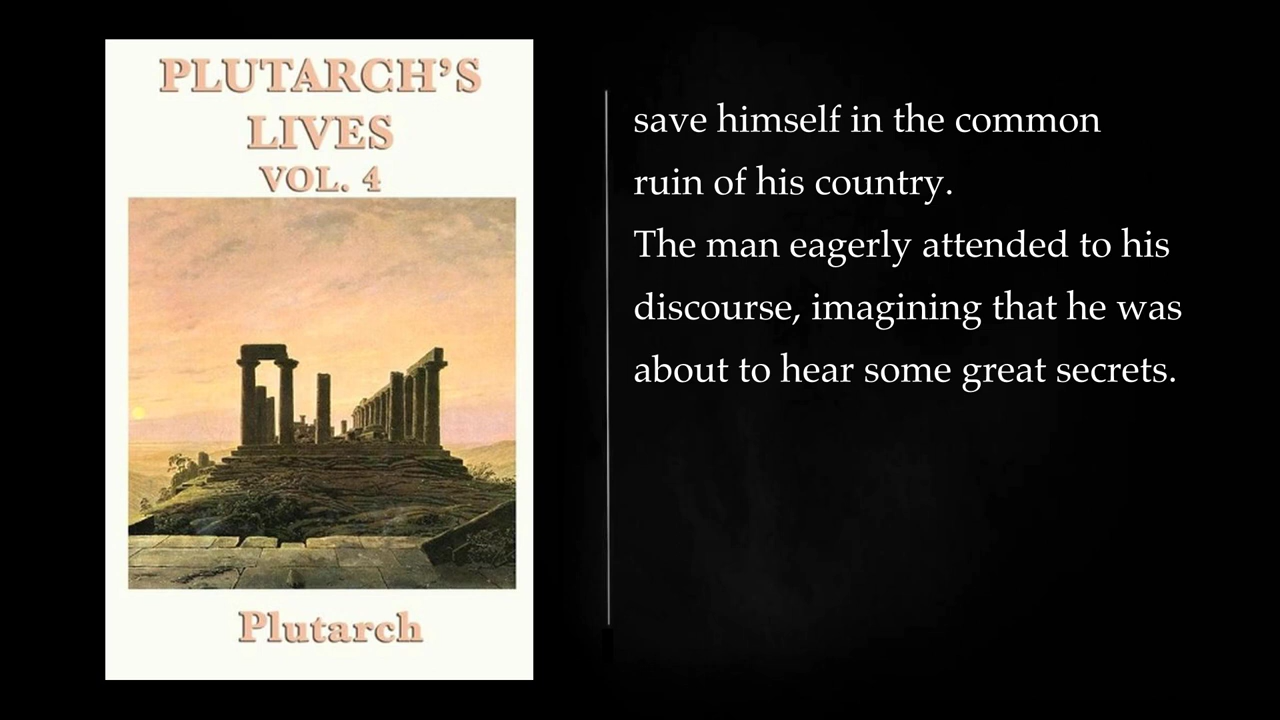 PLUTARCH'S
LIVES
VOL. 4
Plutarch
save himself in the common
ruin of his country.
The man eagerly attended to his
discourse, imagining that he was
about to hear some great secrets.